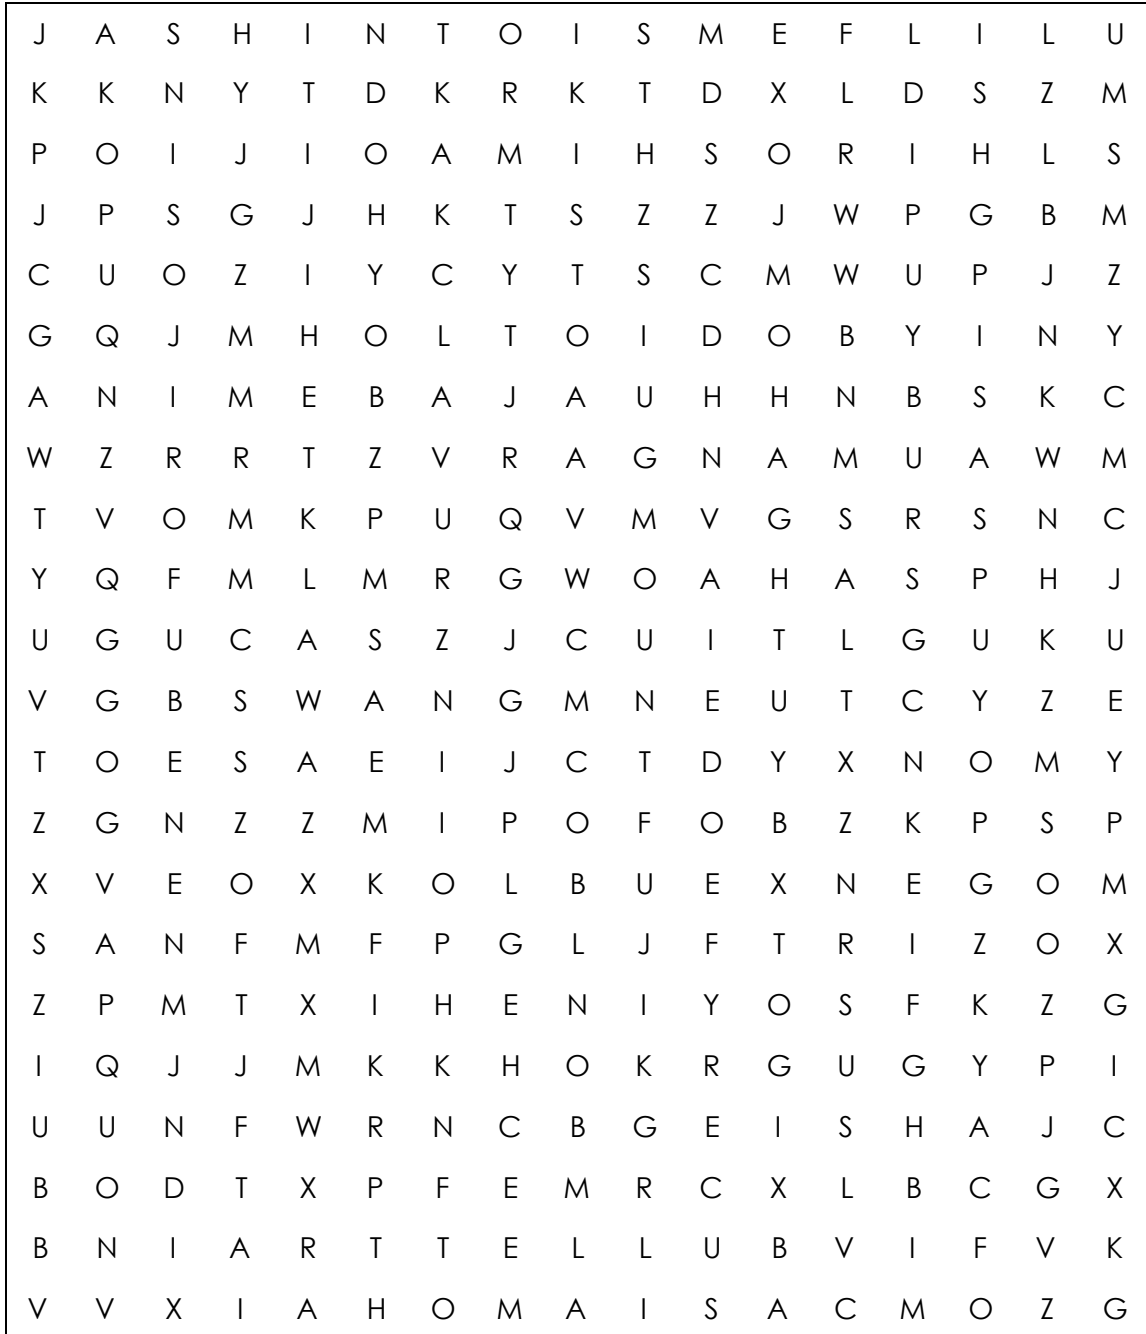 J A S H I N T O I S M E F L I L U
K K N Y T D K R K T D X L D S Z M
P O I J I O A M I H S O R I H L S
J P S G J H K T S Z Z J W P G B M
C U O Z I Y C Y T S C M W U P J Z
G Q J M H O L T O I D O B Y I N Y
A N I M E B A J A U H H N B S K C
W Z R R T Z V R A G N A M U A W M
T V O M K P U Q V M V G S R S N C
Y Q F M L M R G W O A H A S P H J
U G U C A S Z J C U I T L G U K U
V G B S W A N G M N E U T C Y Z E
T O E S A E I J C T D Y X N O M Y
Z G N Z Z M I P O F O B Z K P S P
X V E O X K O L B U E X N E G O M
S A N F M F P G L J F T R I Z O X
Z P M T X I H E N I Y O S F K Z G
I Q J J M K K H O K R G U G Y P I
U U N F W R N C B G E I S H A J C
B O D T X P F E M R C X L B C G X
B N I A R T T E L L U B V I F V K
V V X I A H O M A I S A C M O Z G